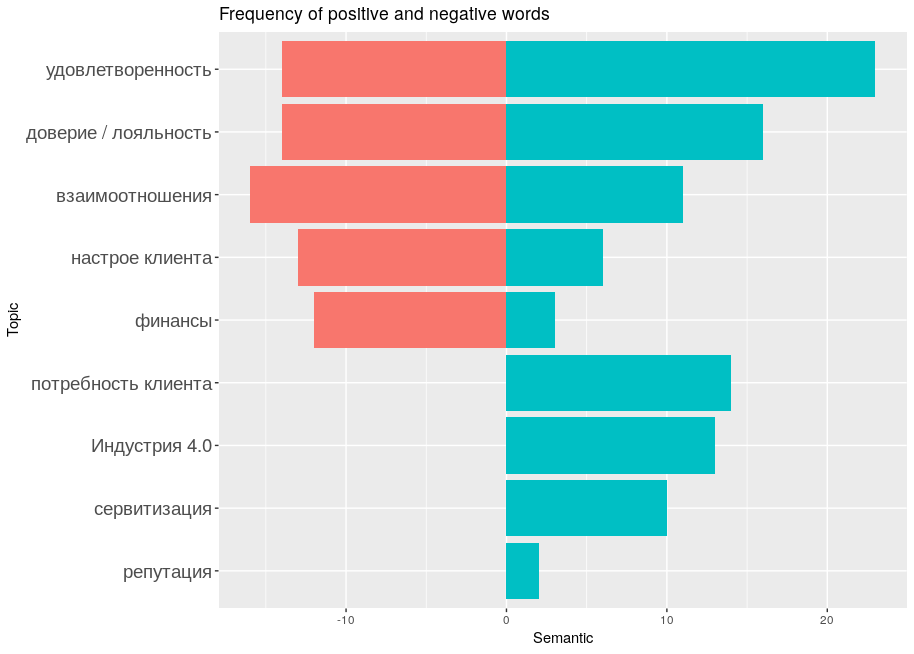 Frequency of positive and negative words
удовлетворенность
доверие / лояльность
взаимоотношения
настрое клиента
финансы
потребность клиента
Индустрия 4.0
сервитизация
репутация
Topic
-10
0
10
20
Semantic